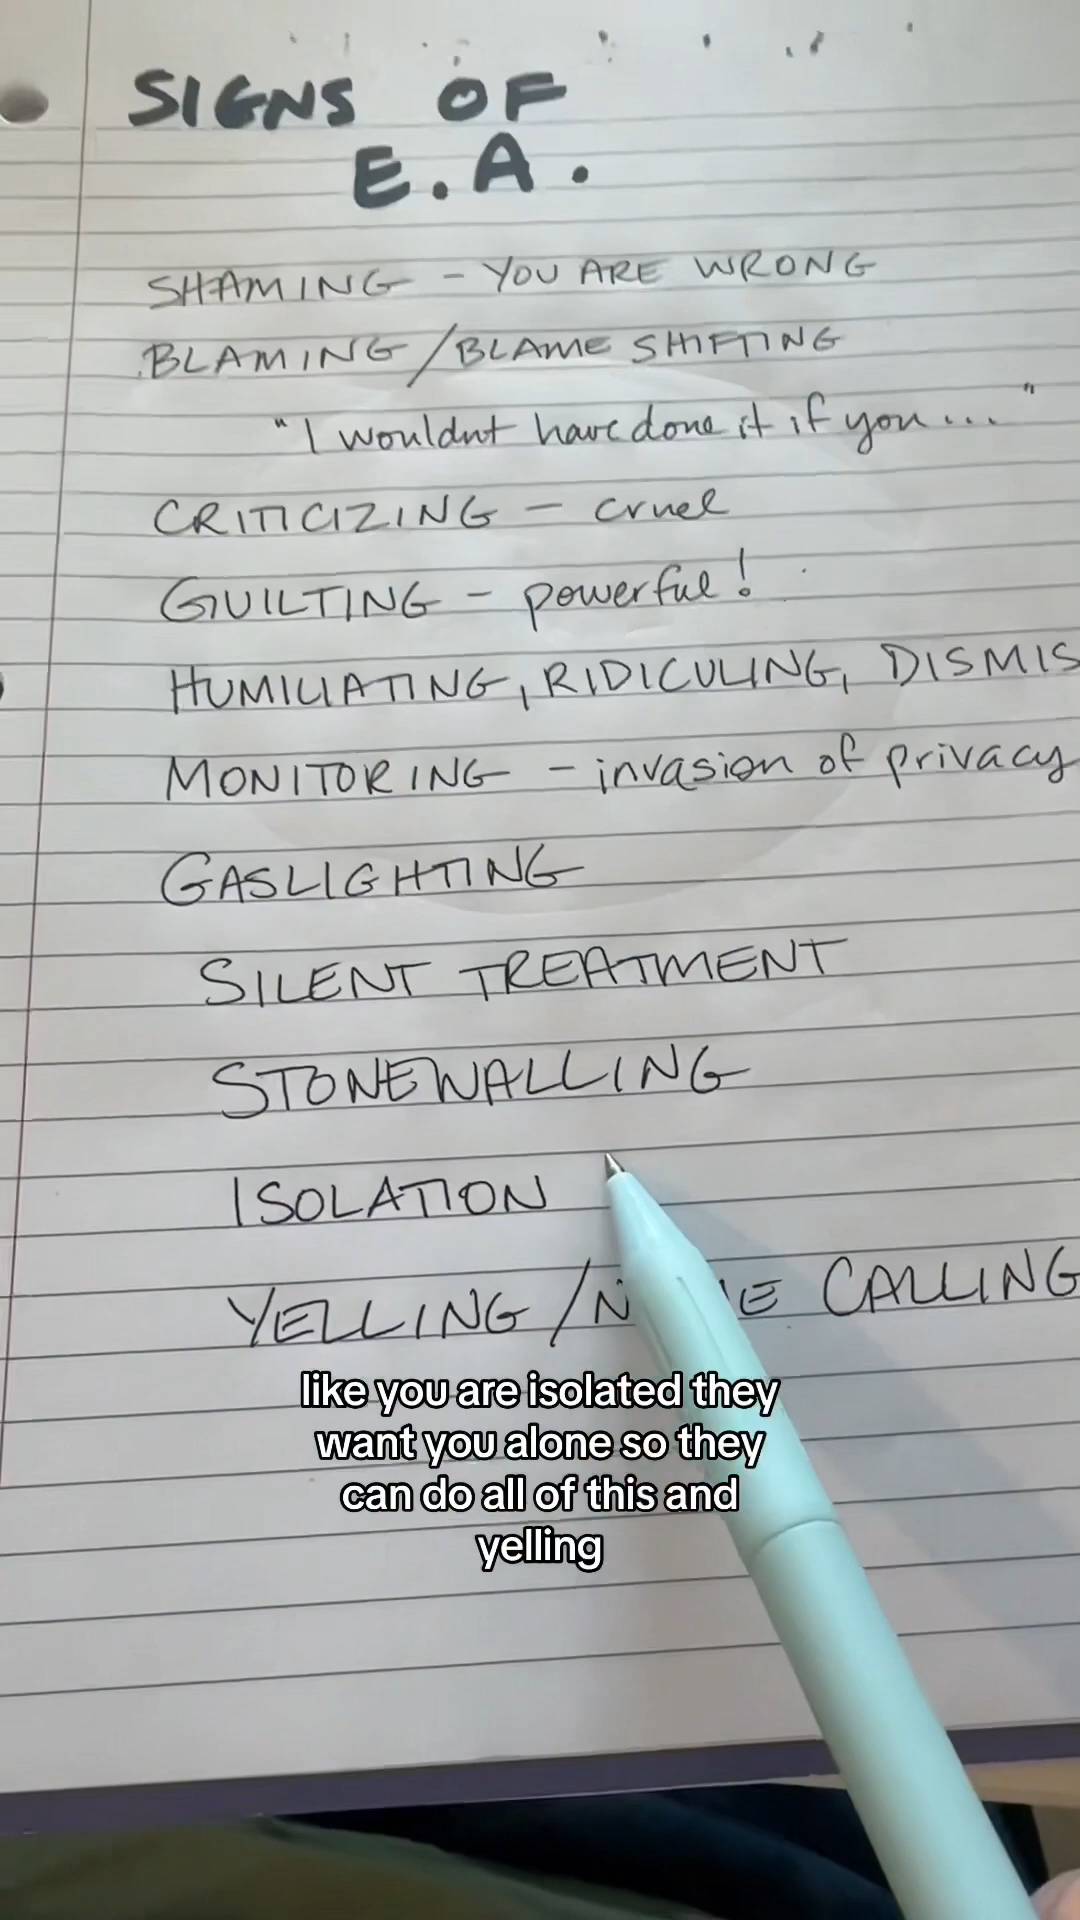 SIGNS OF
E.A.
SHAMING - YOU ARE WRONG
BLAMING/BLAME SHIFTING
"I wouldnt have done it if you..."
CRITICIZING - cruel
GUILTING - powerful!
HUMILIATING, RIDICULING, DISMIS
MONITORING - invasion of privacy
GASLIGHTING
SILENT TREATMENT
STONEWALLING
ISOLATION
YELLING/ CALLING
like you are isolated they
want you alone so they
can do all of this and
yelling